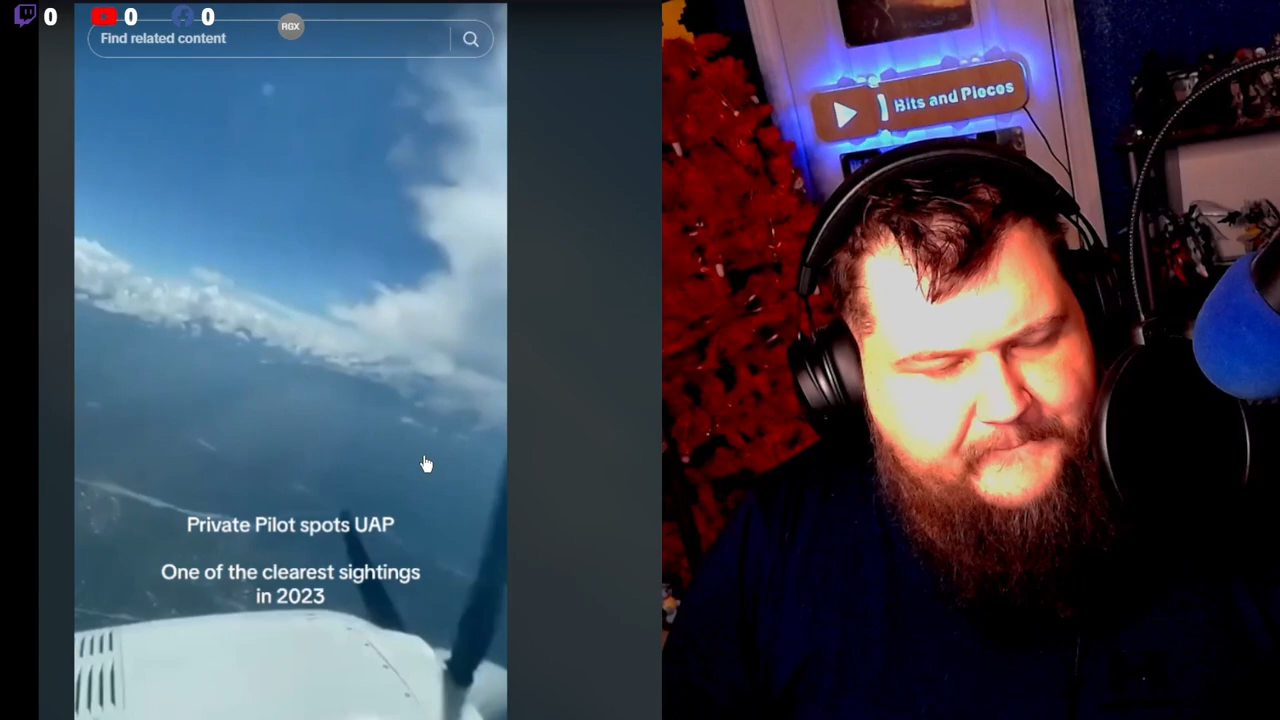 0
0
0
RGX
Find related content
Bits and Pieces
Private Pilot spots UAP
One of the clearest sightings
in 2023